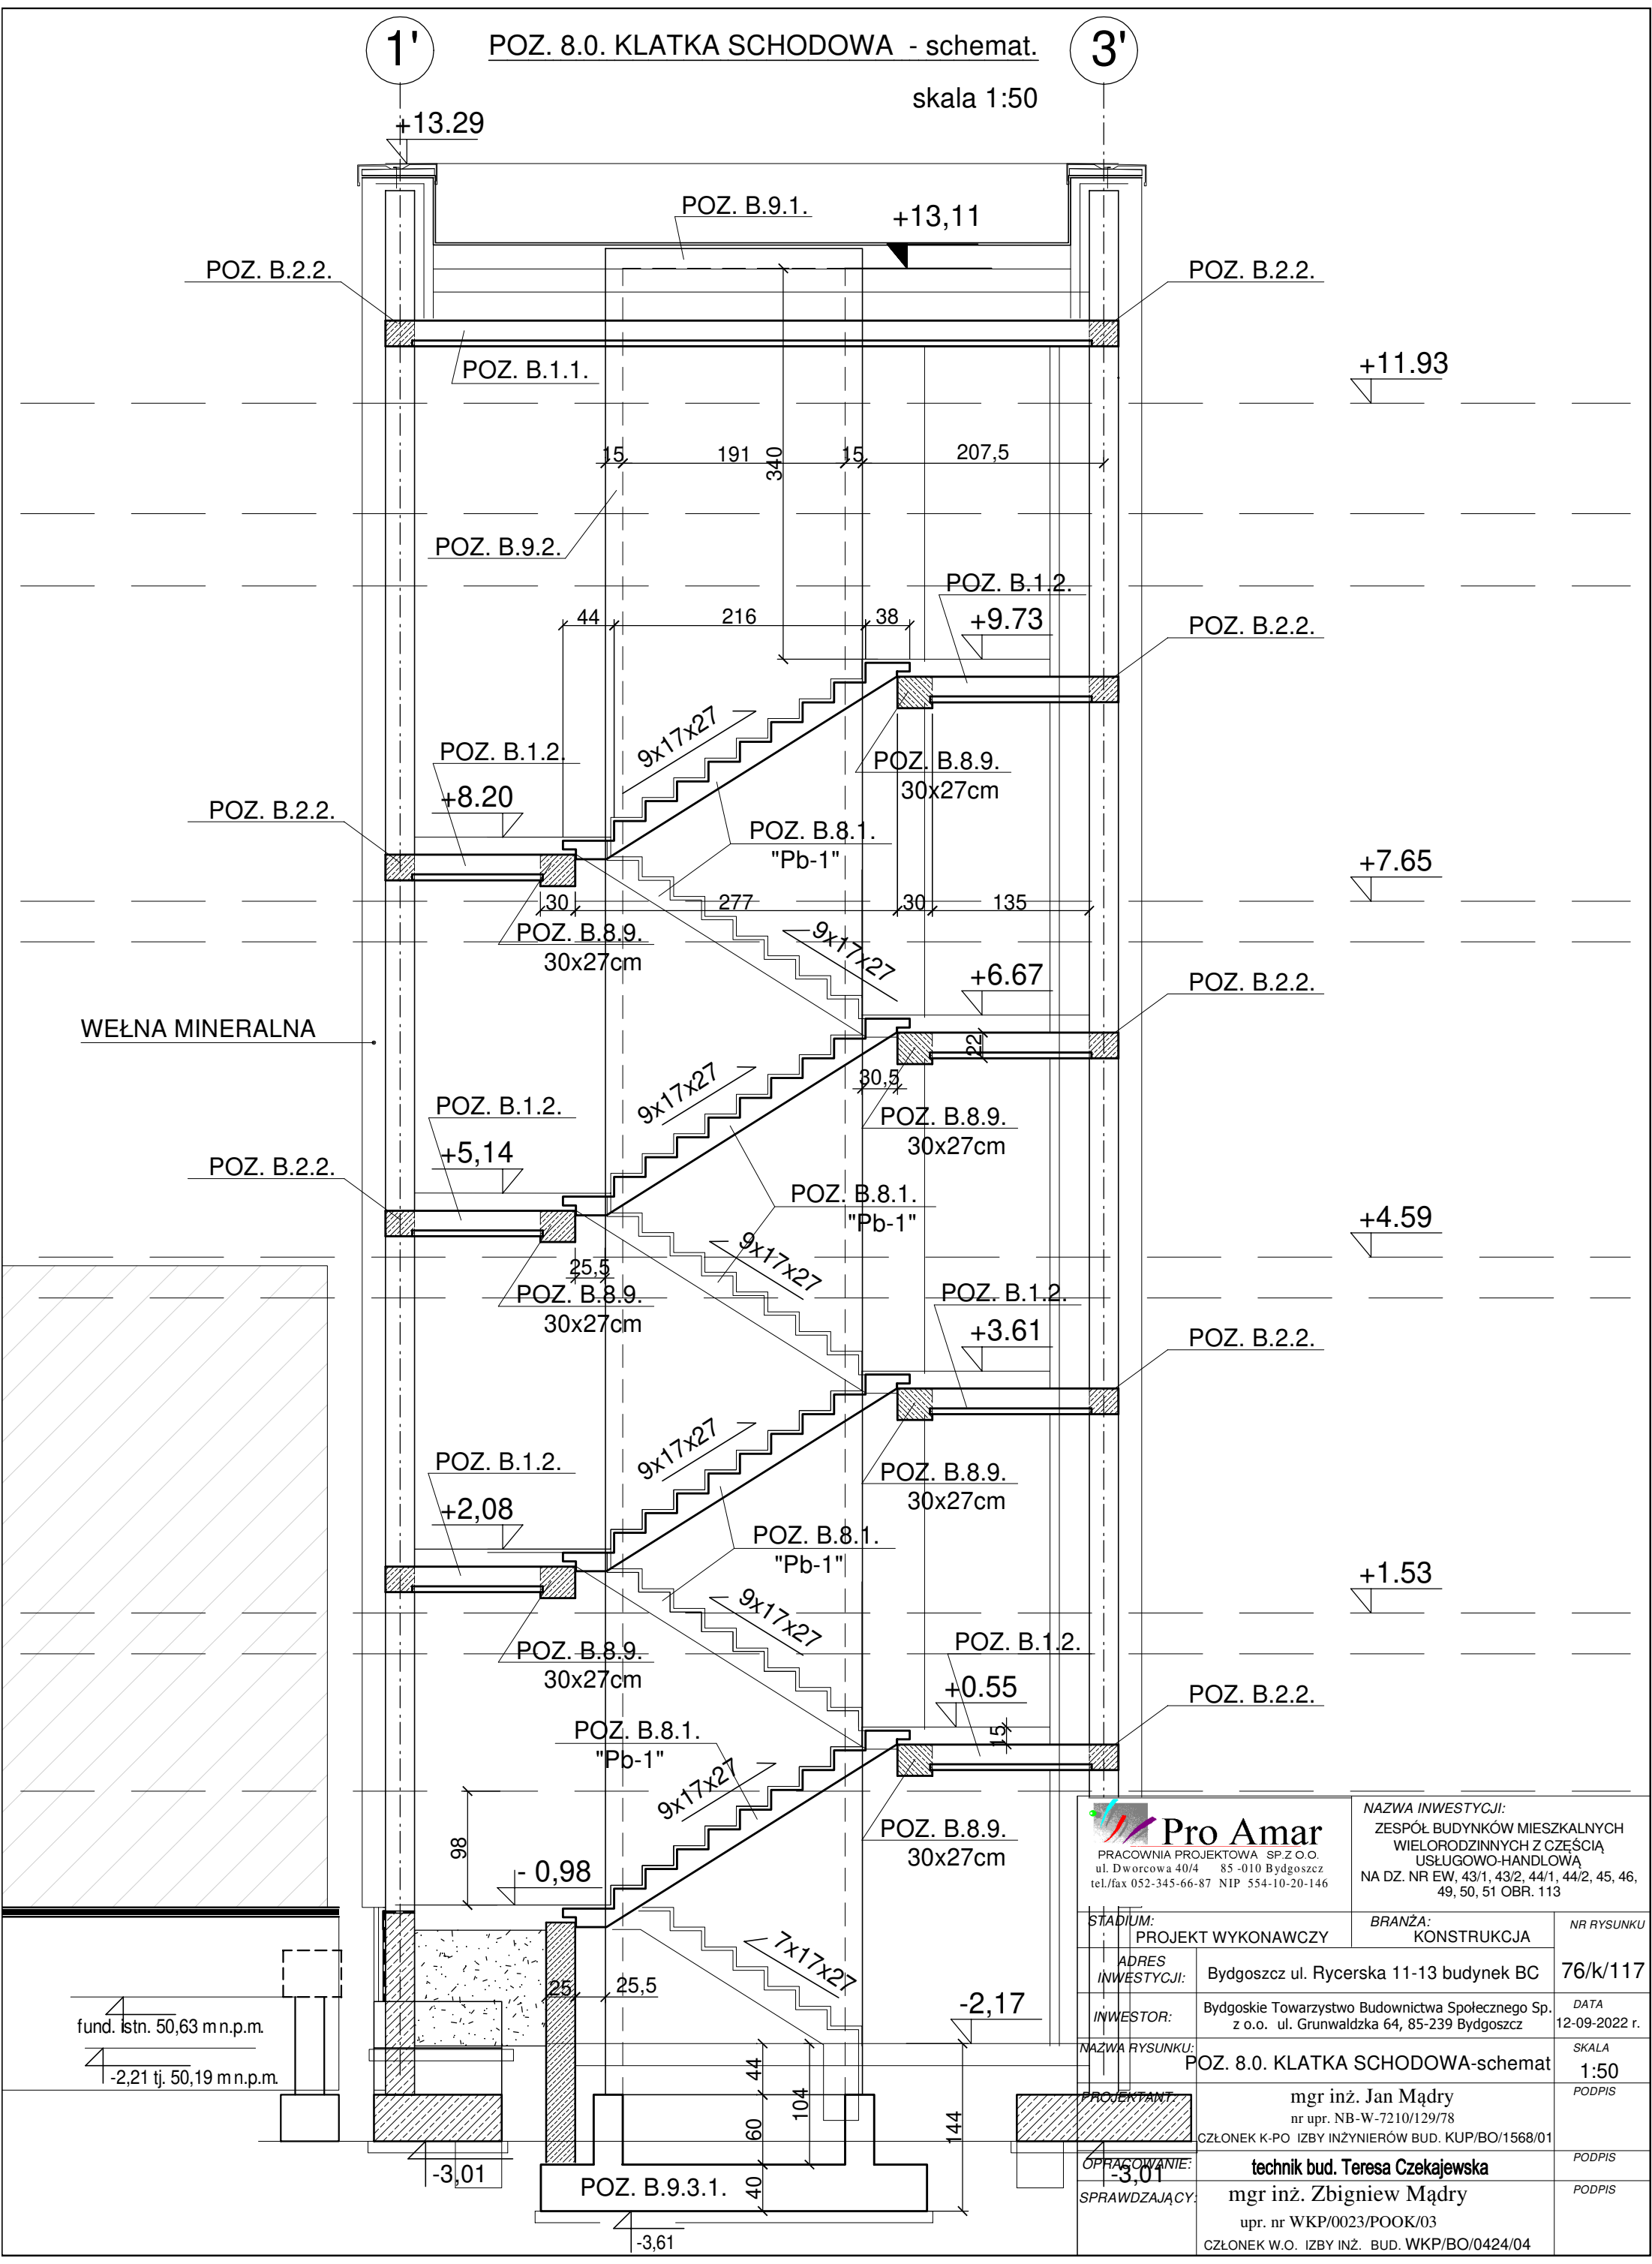 1'
POZ. 8.0. KLATKA SCHODOWA - schemat.
3'
skala 1:50
+13.29
POZ. B.9.1.
+13,11
POZ. B.2.2.
POZ. B.2.2.
POZ. B.1.1.
+11.93
15
191
340
15
207,5
POZ. B.9.2.
POZ. B.1.2.
44
216
38
+9.73
POZ. B.2.2.
9x17x27
POZ. B.1.2.
POZ. B.8.9.
30x27cm
+8.20
POZ. B.2.2.
POZ. B.8.1.
"Pb-1"
+7.65
30
277
30
135
POZ. B.8.9.
30x27cm
9x17x27
+6.67
POZ. B.2.2.
WEŁNA MINERALNA
22
30,5
9x17x27
POZ. B.1.2.
POZ. B.8.9.
30x27cm
+5,14
POZ. B.2.2.
POZ. B.8.1.
"Pb-1"
+4.59
9x17x27
25,5
POZ. B.8.9.
30x27cm
POZ. B.1.2.
+3.61
POZ. B.2.2.
9x17x27
POZ. B.1.2.
POZ. B.8.9.
30x27cm
+2,08
POZ. B.8.1.
"Pb-1"
+1.53
9x17x27
POZ. B.8.9.
30x27cm
POZ. B.1.2.
+0.55
POZ. B.2.2.
15
POZ. B.8.1.
"Pb-1"
9x17x27
98
POZ. B.8.9.
30x27cm
- 0,98
7x17x27
25
25,5
-2,17
fund. istn. 50,63 m n.p.m.
-2,21 tj. 50,19 m n.p.m.
44
104
60
144
40
-3,01
-3,01
POZ. B.9.3.1.
-3,61
Pro Amar
PRACOWNIA PROJEKTOWA SP.Z O.O.
ul. Dworcowa 40/4 85 -010 Bydgoszcz
tel./fax 052-345-66-87 NIP 554-10-20-146
NAZWA INWESTYCJI:
ZESPÓŁ BUDYNKÓW MIESZKALNYCH
WIELORODZINNYCH Z CZĘŚCIĄ
USŁUGOWO-HANDLOWĄ
NA DZ. NR EW, 43/1, 43/2, 44/1, 44/2, 45, 46,
49, 50, 51 OBR. 113
STADIUM:
PROJEKT WYKONAWCZY
BRANŻA:
KONSTRUKCJA
NR RYSUNKU
76/k/117
ADRES
INWESTYCJI:
Bydgoszcz ul. Rycerska 11-13 budynek BC
INWESTOR:
Bydgoskie Towarzystwo Budownictwa Społecznego Sp.
z o.o. ul. Grunwaldzka 64, 85-239 Bydgoszcz
DATA
12-09-2022 r.
NAZWA RYSUNKU:
POZ. 8.0. KLATKA SCHODOWA-schemat
SKALA
1:50
PROJEKTANT:
mgr inż. Jan Mądry
nr upr. NB-W-7210/129/78
CZŁONEK K-PO IZBY INŻYNIERÓW BUD. KUP/BO/1568/01
PODPIS
OPRACOWANIE:
technik bud. Teresa Czekajewska
PODPIS
SPRAWDZAJĄCY:
mgr inż. Zbigniew Mądry
upr. nr WKP/0023/POOK/03
CZŁONEK W.O. IZBY INŻ. BUD. WKP/BO/0424/04
PODPIS